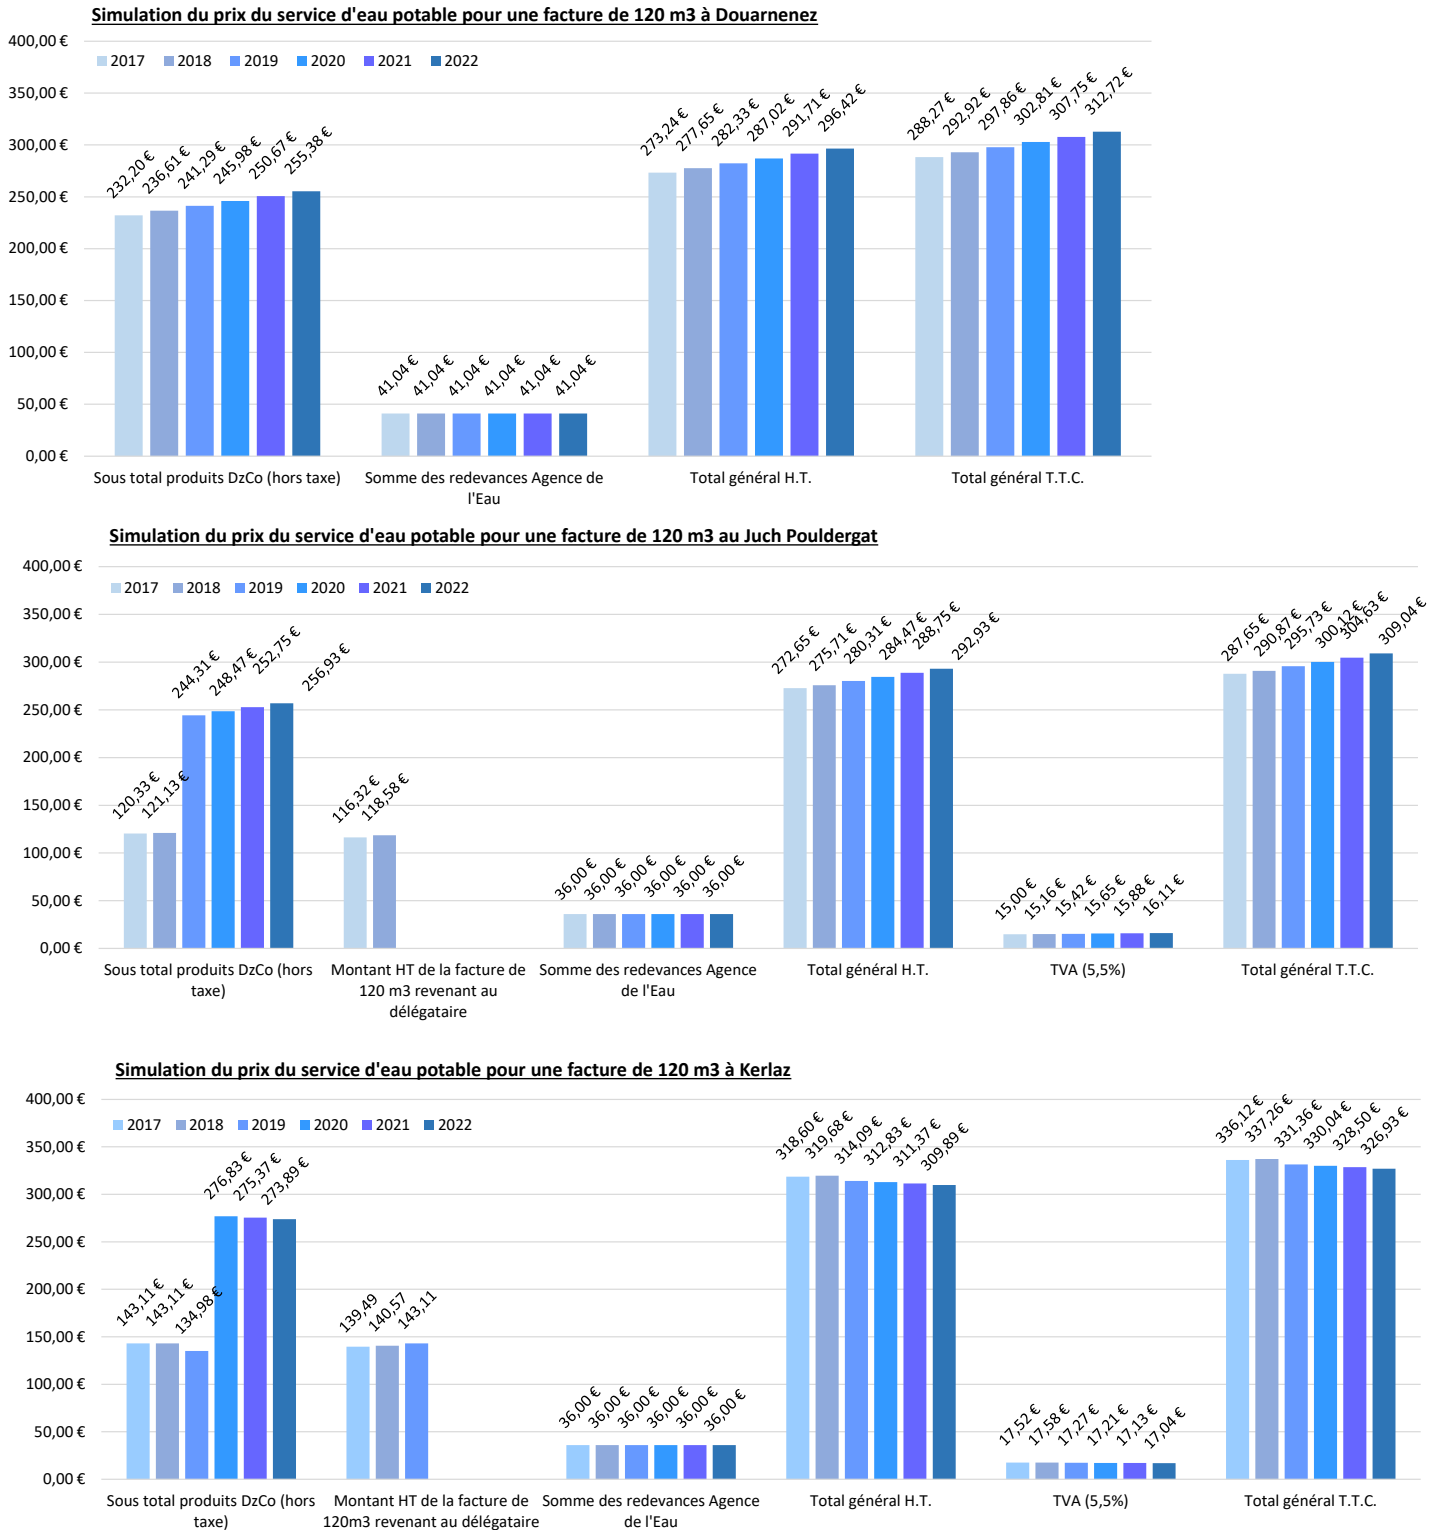 Simulation du prix du service d'eau potable pour une facture de 120 m3 à Douarnenez
400,00 €
350,00 €
300,00 €
250,00 €
200,00 €
150,00 €
100,00 €
50,00 €
0,00 €
2017 2018 2019 2020 2021 2022
232,20 € 236,61 € 241,29 € 245,98 € 250,67 € 255,38 €
41,04 € 41,04 € 41,04 € 41,04 € 41,04 € 41,04 €
273,24 € 277,65 € 282,33 € 287,02 € 291,71 € 296,42 €
288,27 € 292,92 € 297,86 € 302,81 € 307,75 € 312,72 €
Sous total produits DzCo (hors taxe)
Somme des redevances Agence de
l'Eau
Total général H.T.
Total général T.T.C.
Simulation du prix du service d'eau potable pour une facture de 120 m3 au Juch Pouldergat
400,00 €
350,00 €
300,00 €
250,00 €
200,00 €
150,00 €
100,00 €
50,00 €
0,00 €
2017 2018 2019 2020 2021 2022
120,33 € 121,13 € 244,31 € 248,47 € 252,75 € 256,93 €
116,32 € 118,58 €
36,00 € 36,00 € 36,00 € 36,00 € 36,00 € 36,00 €
272,65 € 275,71 € 280,31 € 284,47 € 288,75 € 292,93 €
15,00 € 15,16 € 15,42 € 15,65 € 15,88 € 16,11 €
287,65 € 290,87 € 295,73 € 300,12 € 304,63 € 309,04 €
Sous total produits DzCo (hors
taxe)
Montant HT de la facture de
120 m3 revenant au
délégataire
Somme des redevances Agence
de l'Eau
Total général H.T.
TVA (5,5%)
Total général T.T.C.
Simulation du prix du service d'eau potable pour une facture de 120 m3 à Kerlaz
400,00 €
350,00 €
300,00 €
250,00 €
200,00 €
150,00 €
100,00 €
50,00 €
0,00 €
2017 2018 2019 2020 2021 2022
143,11 € 143,11 € 134,98 € 276,83 € 275,37 € 273,89 €
139,49 140,57 143,11
36,00 € 36,00 € 36,00 € 36,00 € 36,00 € 36,00 €
318,60 € 319,68 € 314,09 € 312,83 € 311,37 € 309,89 €
17,52 € 17,58 € 17,27 € 17,21 € 17,13 € 17,04 €
336,12 € 337,26 € 331,36 € 330,04 € 328,50 € 326,93 €
Sous total produits DzCo (hors
taxe)
Montant HT de la facture de
120m3 revenant au délégataire
Somme des redevances Agence
de l'Eau
Total général H.T.
TVA (5,5%)
Total général T.T.C.